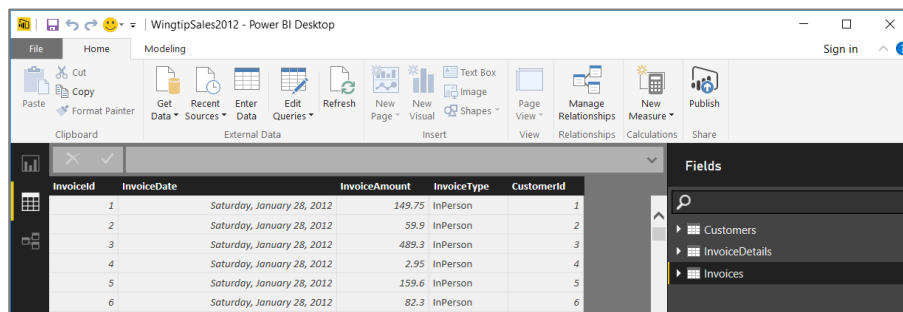 WingtipSales2012 - Power BI Desktop
File Home Modeling Sign in
Cut
Copy
Format Painter
Paste
Clipboard
Get Data
Recent Sources
Enter Data
Edit Queries
Refresh
External Data
New Page
New Visual
Text Box
Image
Shapes
Insert
Page View
View
Manage Relationships
Relationships
New Measure
Calculations
Publish
Share
Fields
InvoiceId InvoiceDate InvoiceAmount InvoiceType CustomerId
1 Saturday, January 28, 2012 149.75 InPerson 1
2 Saturday, January 28, 2012 59.9 InPerson 2
3 Saturday, January 28, 2012 489.3 InPerson 3
4 Saturday, January 28, 2012 2.95 InPerson 4
5 Saturday, January 28, 2012 159.6 InPerson 5
6 Saturday, January 28, 2012 82.3 InPerson 6
Customers
InvoiceDetails
Invoices